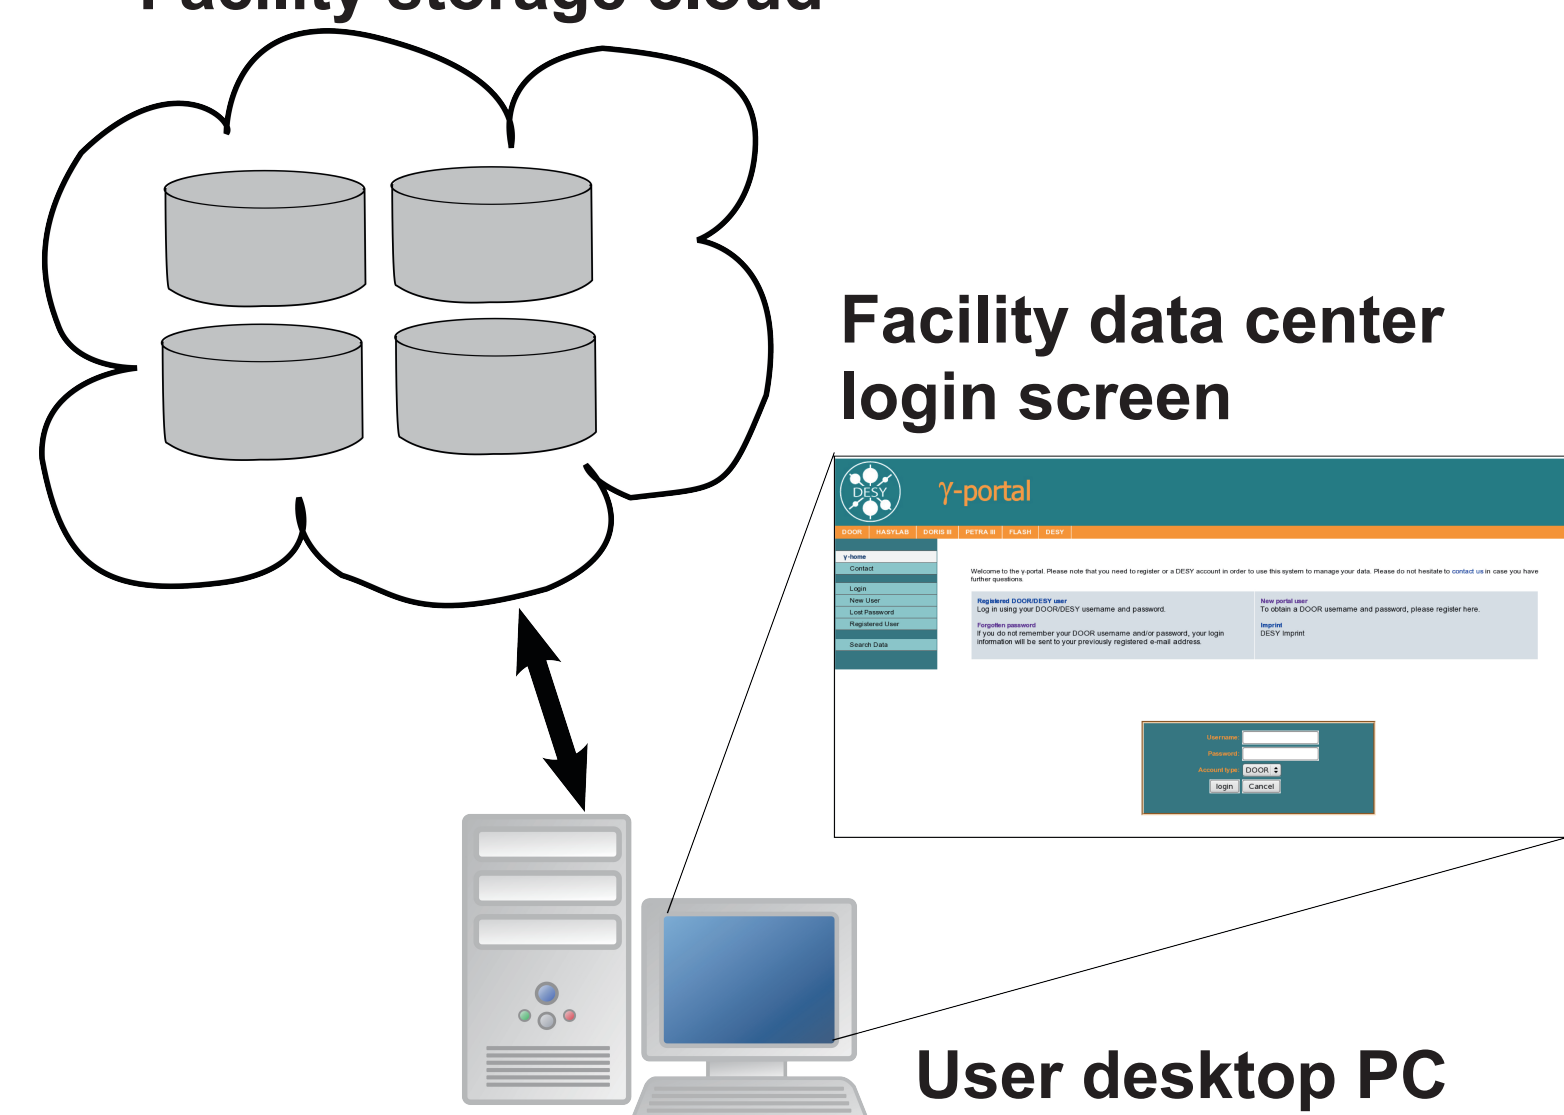 Facility storage cloud
Facility data center
login screen
DESY
γ-portal
DOOR HASYLAB DORIS III PETRA III FLASH DESY
γ-home
Contact
Login
New User
Lost Password
Registered User
Search Data
Welcome to the γ-portal. Please note that you need to register or a DESY account in order to use this system to manage your data. Please do not hesitate to contact us in case you have
further questions.
Registered DOOR/DESY user
Log in using your DOOR/DESY username and password.
Forgotten password
If you do not remember your DOOR username and/or password, your login
information will be sent to your previously registered e-mail address.
New portal user
To obtain a DOOR username and password, please register here.
Imprint
DESY Imprint
Username:
Password:
Account type: DOOR
login Cancel
User desktop PC